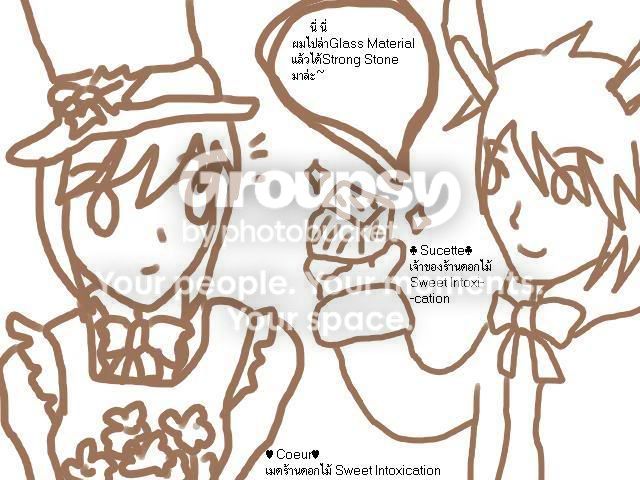 นี่ นี่
ผมไปล่าGlass Material
แล้วได้Strong Stone
มาล่ะ~
Groupsy
by photobucket
Your people. Your moments.
Your space.
♣ Sucette♣
เจ้าของร้านดอกไม้
Sweet Intoxi-
-cation
♥ Coeur♥
เมดร้านดอกไม้ Sweet Intoxication